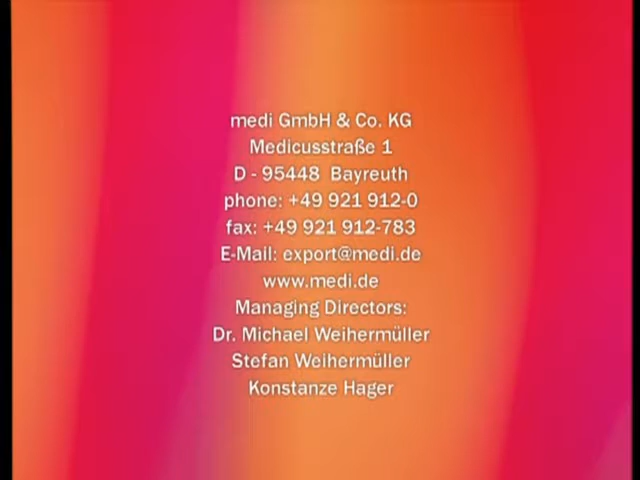 medi GmbH & Co. KG
Medicusstraße 1
D - 95448 Bayreuth
phone: +49 921 912-0
fax: +49 921 912-783
E-Mail: export@medi.de
www.medi.de
Managing Directors:
Dr. Michael Weihermüller
Stefan Weihermüller
Konstanze Hager